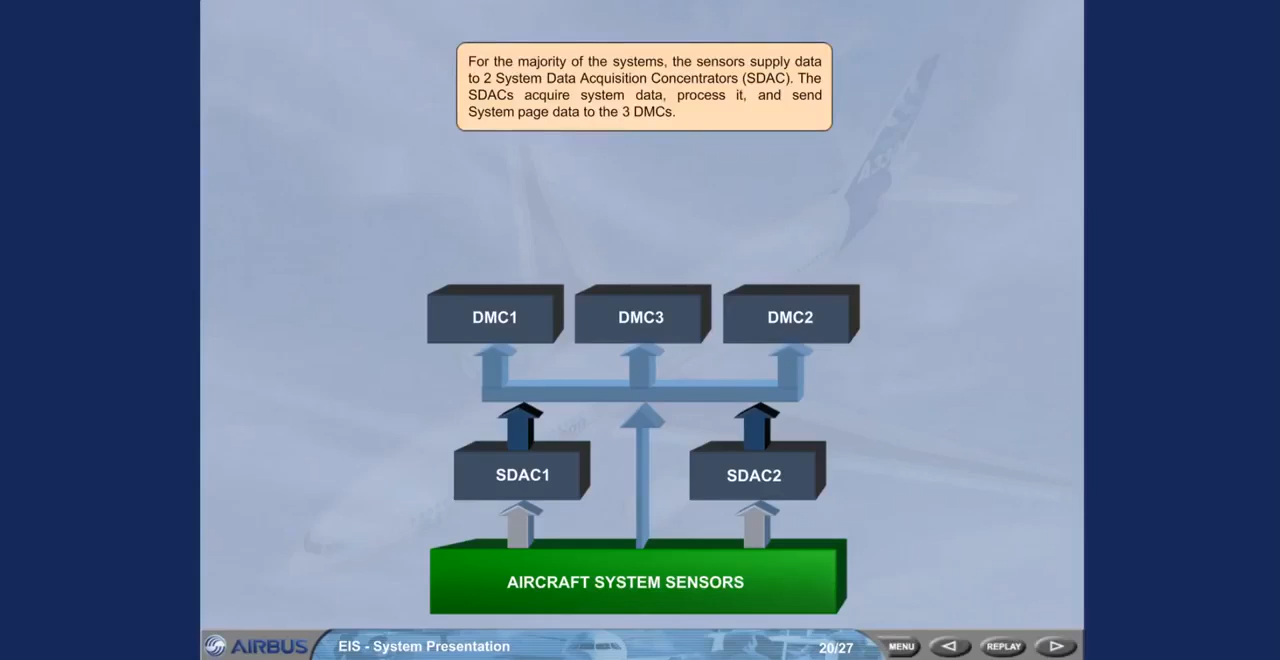 For the majority of the systems, the sensors supply data
to 2 System Data Acquisition Concentrators (SDAC). The
SDACs acquire system data, process it, and send
System page data to the 3 DMCs.
DMC1
DMC3
DMC2
SDAC1
SDAC2
AIRCRAFT SYSTEM SENSORS
AIRBUS
EIS - System Presentation
20/27
MENU
REPLAY